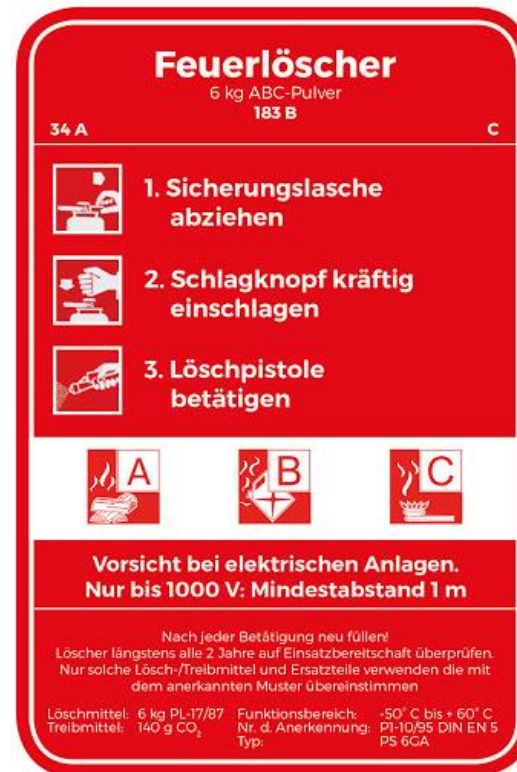 Feuerlöscher
6 kg ABC-Pulver
183 B
34 A C
1. Sicherungslasche
abziehen
2. Schlagknopf kräftig
einschlagen
3. Löschpistole
betätigen
A B C
Vorsicht bei elektrischen Anlagen.
Nur bis 1000 V: Mindestabstand 1 m
Nach jeder Betätigung neu füllen!
Löscher längstens alle 2 Jahre auf Einsatzbereitschaft überprüfen.
Nur solche Lösch-/Treibmittel und Ersatzteile verwenden die mit
dem anerkannten Muster übereinstimmen
Löschmittel: 6 kg PL-17/87 Funktionsbereich: -50° C bis + 60° C
Treibmittel: 140 g CO₂ Nr. d. Anerkennung: P1-10/95 DIN EN 5
Typ: PS 6GA